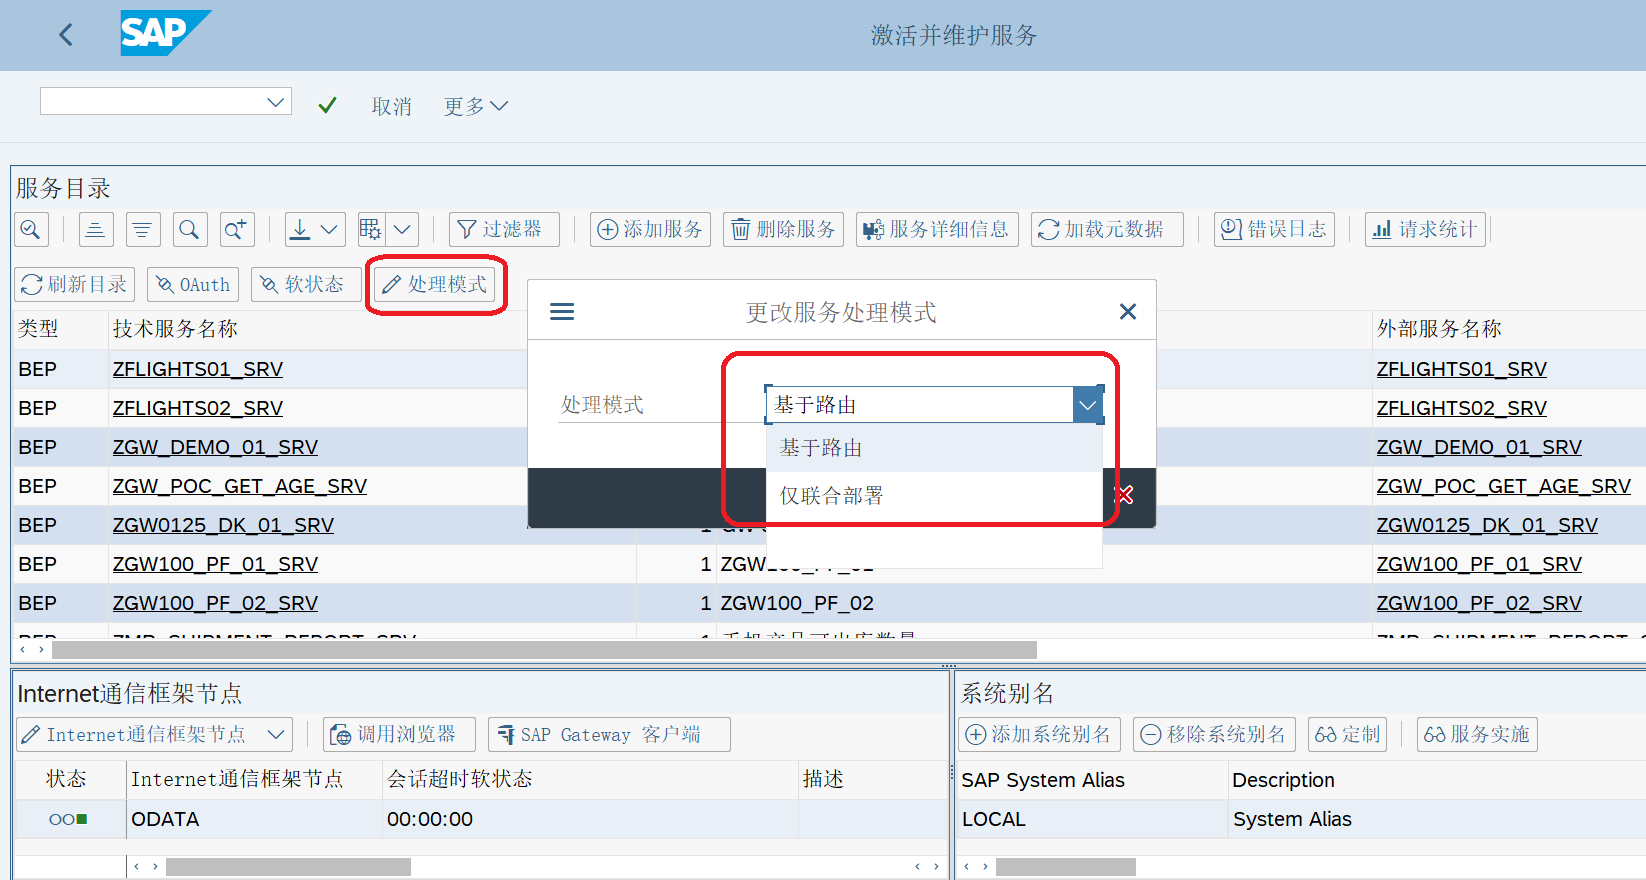 SAP
激活并维护服务
取消 更多
服务目录
过滤器 添加服务 删除服务 服务详细信息 加载元数据 错误日志 请求统计
刷新目录 OAuth 软状态 处理模式
更改服务处理模式
类型 技术服务名称 外部服务名称
BEP ZFLIGHTS01_SRV ZFLIGHTS01_SRV
处理模式 基于路由
BEP ZFLIGHTS02_SRV ZFLIGHTS02_SRV
基于路由
BEP ZGW_DEMO_01_SRV ZGW_DEMO_01_SRV
仅联合部署
BEP ZGW_POC_GET_AGE_SRV ZGW_POC_GET_AGE_SRV
BEP ZGW0125_DK_01_SRV ZGW0125_DK_01_SRV
BEP ZGW100_PF_01_SRV 1 ZGW100_PF_01 ZGW100_PF_01_SRV
BEP ZGW100_PF_02_SRV 1 ZGW100_PF_02 ZGW100_PF_02_SRV
BEP ZMB_SHIPMENT_REPORT_SRV 1
Internet通信框架节点
Internet通信框架节点 调用浏览器 SAP Gateway 客户端
状态 Internet通信框架节点 会话超时软状态 描述
ODATA 00:00:00
系统别名
添加系统别名 移除系统别名 定制 服务实施
SAP System Alias Description
LOCAL System Alias